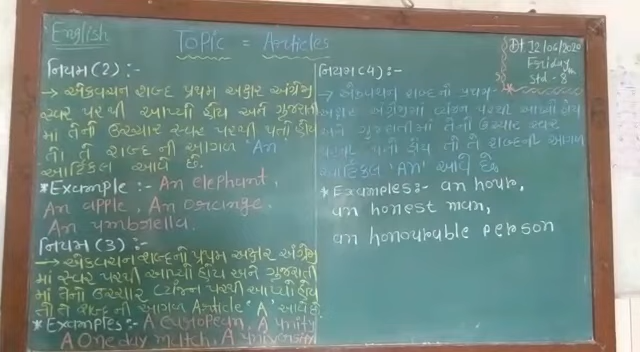 English
Topic = Articles
Dt. 12/06/2020
Friday
Std - 8th
નિયમ (2) :-
→ એકવચન શબ્દ પ્રથમ અક્ષર અંગ્રેજી
સ્વર પરથી આપ્યો હોય અને ગુજરાતી
માં તેનો ઉચ્ચાર સ્વર પરથી થતો હોય
તો તે શબ્દ ની આગળ 'An
આર્ટિકલ આવે છે.
* Example :- An elephant,
An apple, An orange,
An umbrella.
નિયમ (3) :-
→ એકવચન શબ્દની પ્રથમ અક્ષર અંગ્રેજી
માં સ્વર પરથી આપ્યો હોય અને ગુજરાતી
માં તેનો ઉચ્ચાર વ્યંજન પરથી આપ્યો હોય
તો તે શબ્દ ની આગળ Article 'A' આવે છે.
* Examples :- A European, A unity
A One day match, A
નિયમ (4) :-
→ એકવચન શબ્દની પ્રથમ
અક્ષર અંગ્રેજીમાં વ્યંજન પરથી આપ્યો હોય
અને ગુજરાતીમાં તેનો ઉચ્ચાર સ્વર
પરથી થતો હોય તો તે શબ્દની આગળ
આર્ટિકલ 'AN' આવે છે.
* Examples :- an hour,
an honest man,
an honourable person